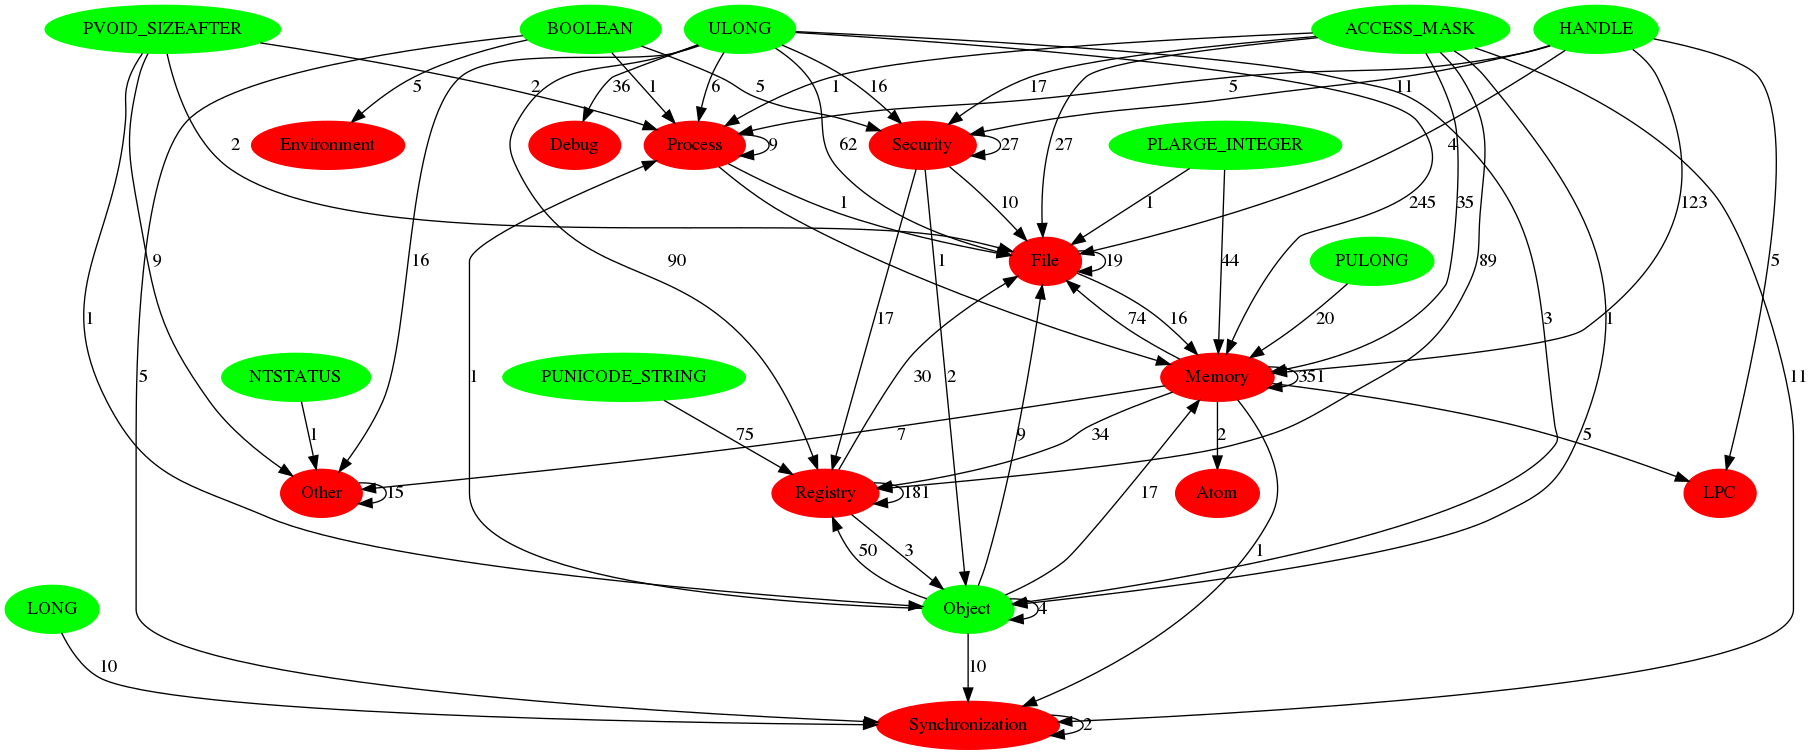 PVOID_SIZEAFTER BOOLEAN ULONG ACCESS_MASK HANDLE
5 1 2 36 6 5 16 1 17 5 11
Environment Debug Process Security PLARGE_INTEGER
2 9 62 27 27 4
1 10 1 245 35 123
9 16 90 1 File 19 44 PULONG 89 5
1 17 74 16 20 3 1
5 NTSTATUS 1 PUNICODE_STRING 30 Memory 351 11
1 75 7 2 9 34 2 5
Other 15 Registry 181 Atom LPC
50 3 17 1
LONG Object 4
10 10
Synchronization 2